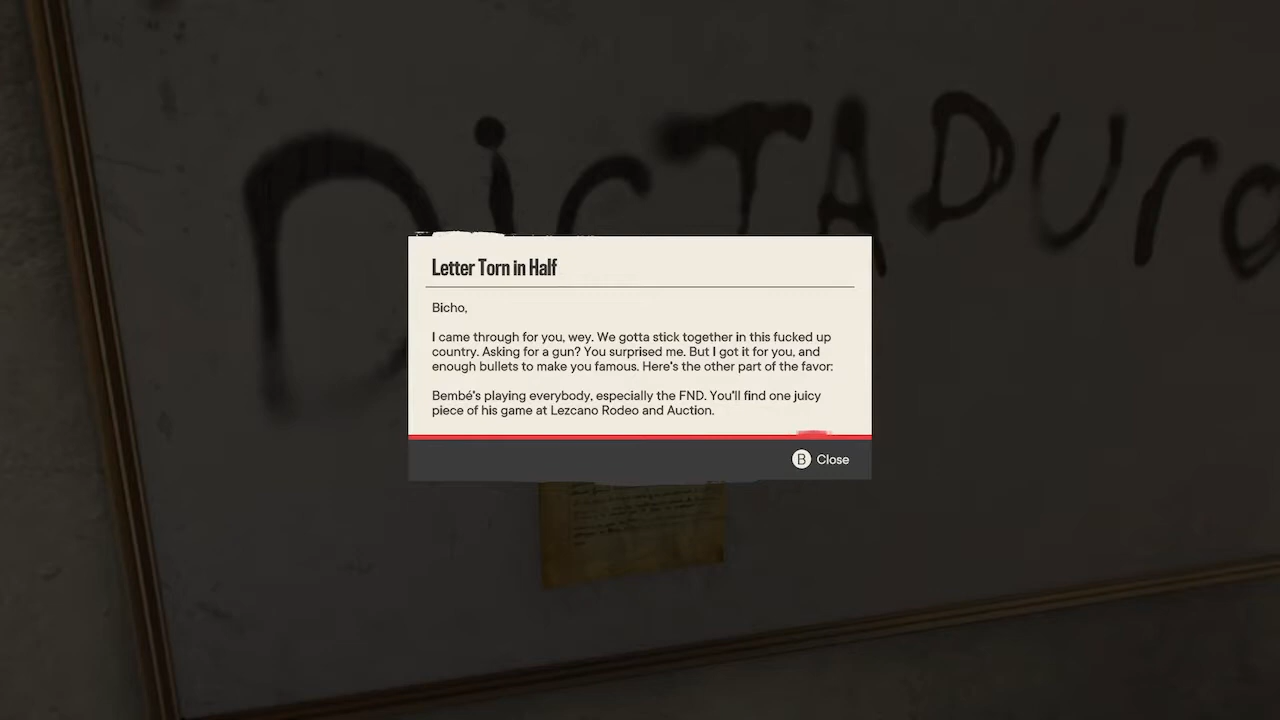 DicTADUra
Letter Torn in Half
Bicho,
I came through for you, wey. We gotta stick together in this fucked up
country. Asking for a gun? You surprised me. But I got it for you, and
enough bullets to make you famous. Here's the other part of the favor:
Bembé's playing everybody, especially the FND. You'll find one juicy
piece of his game at Lezcano Rodeo and Auction.
B Close